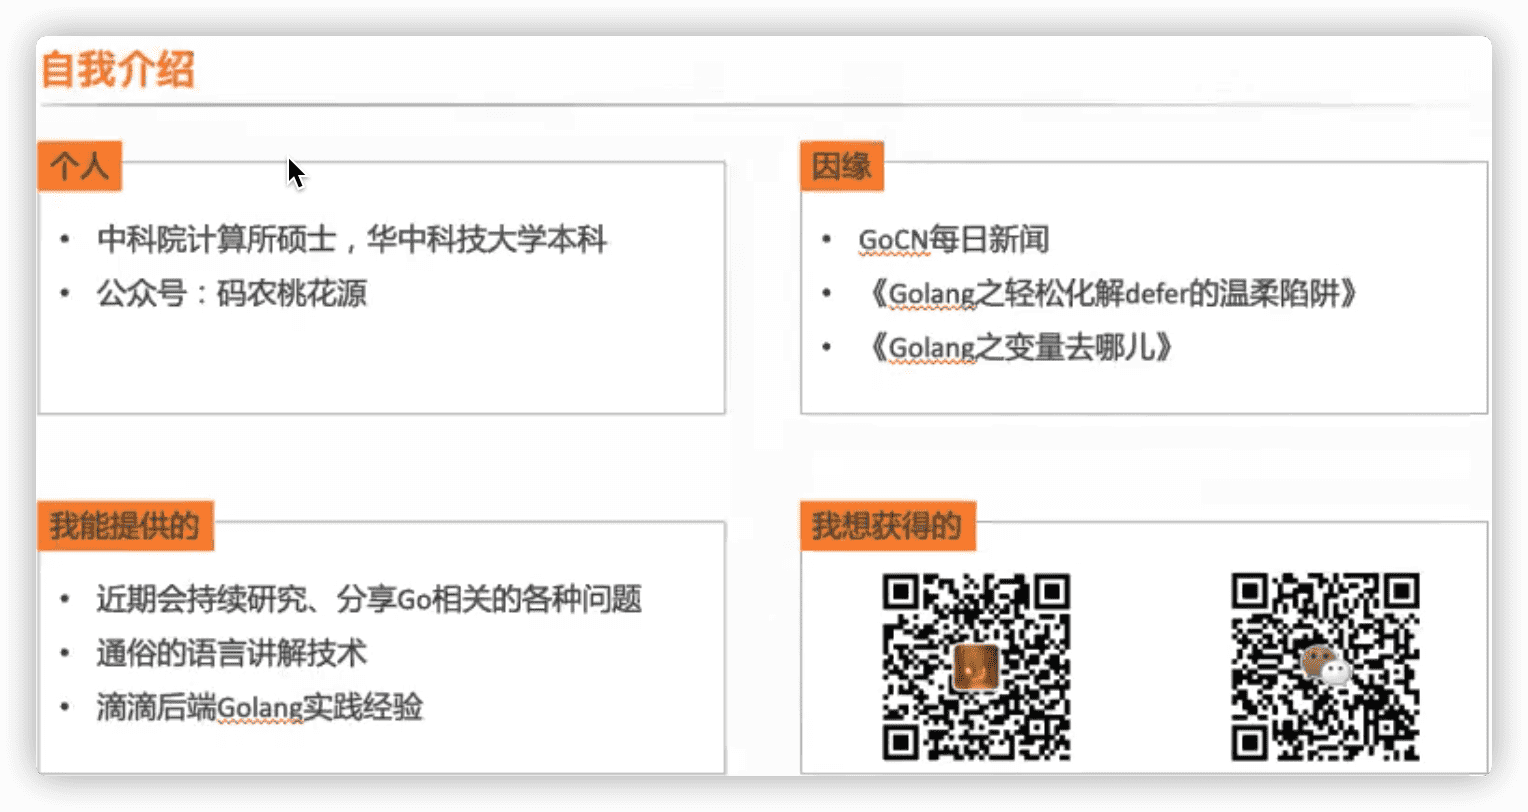 自我介绍
个人
• 中科院计算所硕士，华中科技大学本科
• 公众号：码农桃花源
因缘
• GoCN每日新闻
• 《Golang之轻松化解defer的温柔陷阱》
• 《Golang之变量去哪儿》
我能提供的
• 近期会持续研究、分享Go相关的各种问题
• 通俗的语言讲解技术
• 滴滴后端Golang实践经验
我想获得的